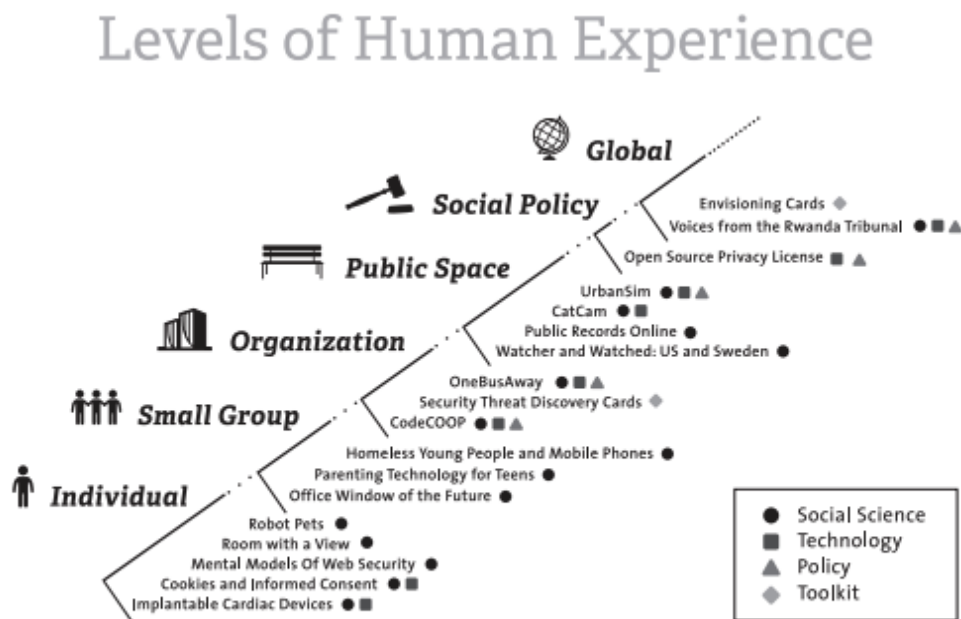 Levels of Human Experience
Global
Social Policy
Public Space
Organization
Small Group
Individual
Envisioning Cards
Voices from the Rwanda Tribunal
Open Source Privacy License
UrbanSim
CatCam
Public Records Online
Watcher and Watched: US and Sweden
OneBusAway
Security Threat Discovery Cards
CodeCOOP
Homeless Young People and Mobile Phones
Parenting Technology for Teens
Office Window of the Future
Robot Pets
Room with a View
Mental Models Of Web Security
Cookies and Informed Consent
Implantable Cardiac Devices
Social Science
Technology
Policy
Toolkit